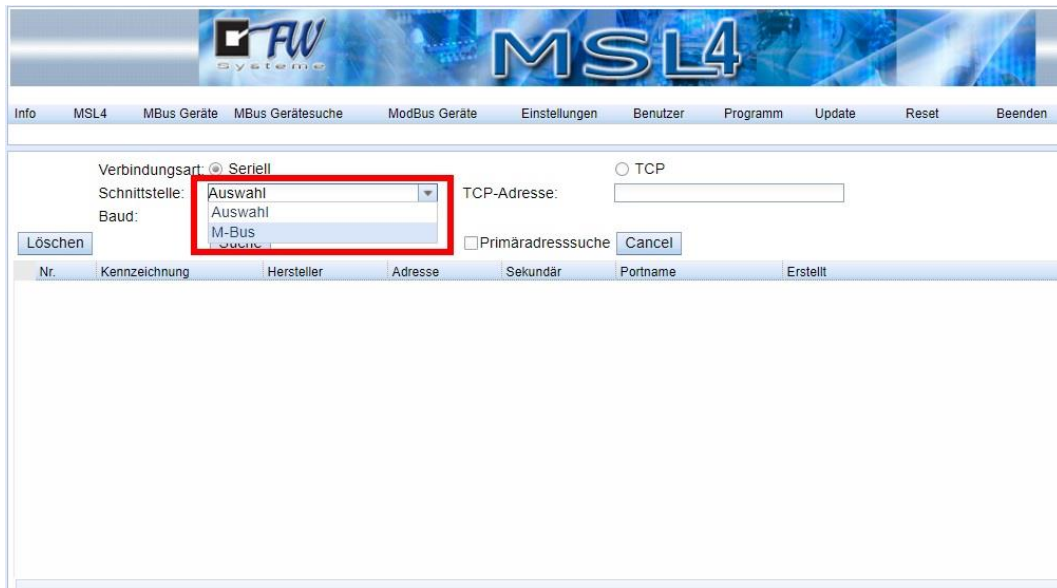 FW
Systeme
MSL4
Info MSL4 MBus Geräte MBus Gerätesuche ModBus Geräte Einstellungen Benutzer Programm Update Reset Beenden
Verbindungsart: Seriell TCP
Schnittstelle: Auswahl TCP-Adresse:
Baud: Auswahl
M-Bus
Löschen Suche Primäradresssuche Cancel
Nr. Kennzeichnung Hersteller Adresse Sekundär Portname Erstellt